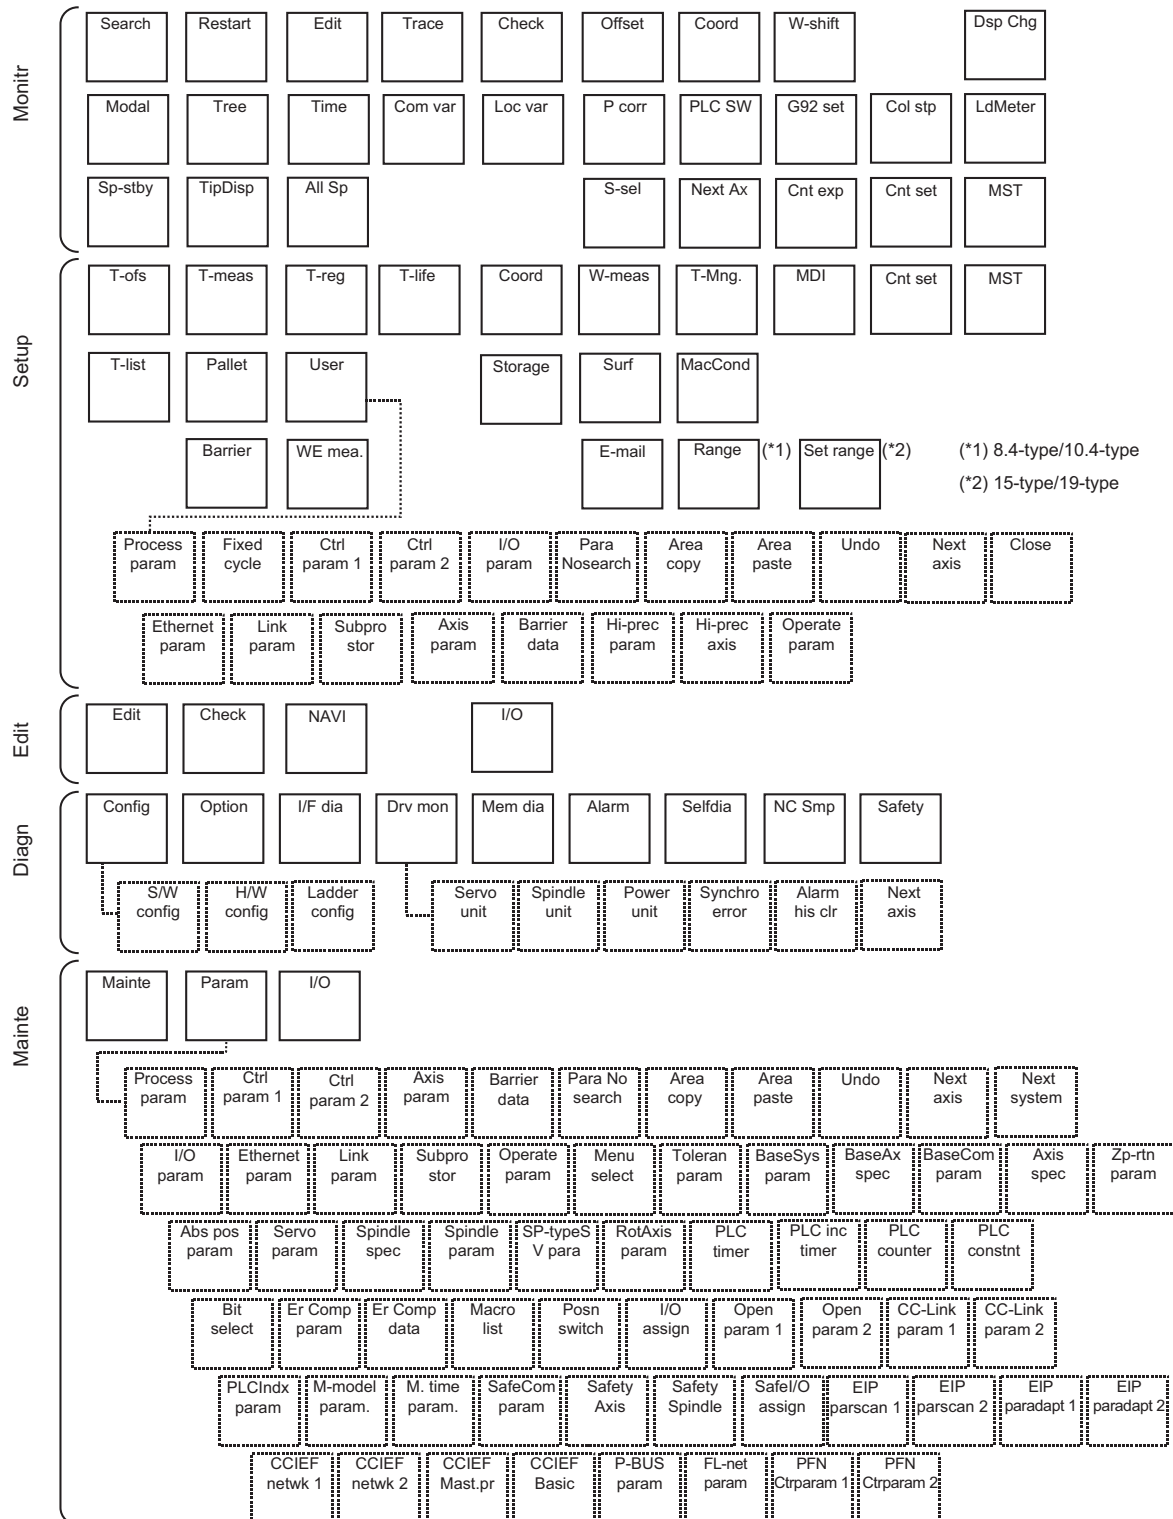 Monitr
Search Restart Edit Trace Check Offset Coord W-shift Dsp Chg
Modal Tree Time Com var Loc var P corr PLC SW G92 set Col stp LdMeter
Sp-stby TipDisp All Sp S-sel Next Ax Cnt exp Cnt set MST
Setup
T-ofs T-meas T-reg T-life Coord W-meas T-Mng. MDI Cnt set MST
T-list Pallet User Storage Surf MacCond
Barrier WE mea. E-mail Range (*1) Set range (*2) (*1) 8.4-type/10.4-type
(*2) 15-type/19-type
Process Fixed Ctrl Ctrl I/O Para Area Area Undo Next Close
param cycle param 1 param 2 param Nosearch copy paste axis
Ethernet Link Subpro Axis Barrier Hi-prec Hi-prec Operate
param param stor param data param axis param
Edit
Edit Check NAVI I/O
Diagn
Config Option I/F dia Drv mon Mem dia Alarm Selfdia NC Smp Safety
S/W H/W Ladder Servo Spindle Power Synchro Alarm Next
config config config unit unit unit error his clr axis
Mainte
Mainte Param I/O
Process Ctrl Ctrl Axis Barrier Para No Area Area Undo Next Next
param param 1 param 2 param data search copy paste axis system
I/O Ethernet Link Subpro Operate Menu Toleran BaseSys BaseAx BaseCom Axis Zp-rtn
param param param stor param select param param spec param spec param
Abs pos Servo Spindle Spindle SP-typeS RotAxis PLC PLC inc PLC PLC
param param spec param V para param timer timer counter constnt
Bit Er Comp Er Comp Macro Posn I/O Open Open CC-Link CC-Link
select param data list switch assign param 1 param 2 param 1 param 2
PLCIndx M-model M. time SafeCom Safety Safety SafeI/O EIP EIP EIP EIP
param param. param. param Axis Spindle assign parscan 1 parscan 2 paradapt 1 paradapt 2
CCIEF CCIEF CCIEF CCIEF P-BUS FL-net PFN PFN
netwk 1 netwk 2 Mast.pr Basic param param Ctrparam 1 Ctrparam 2